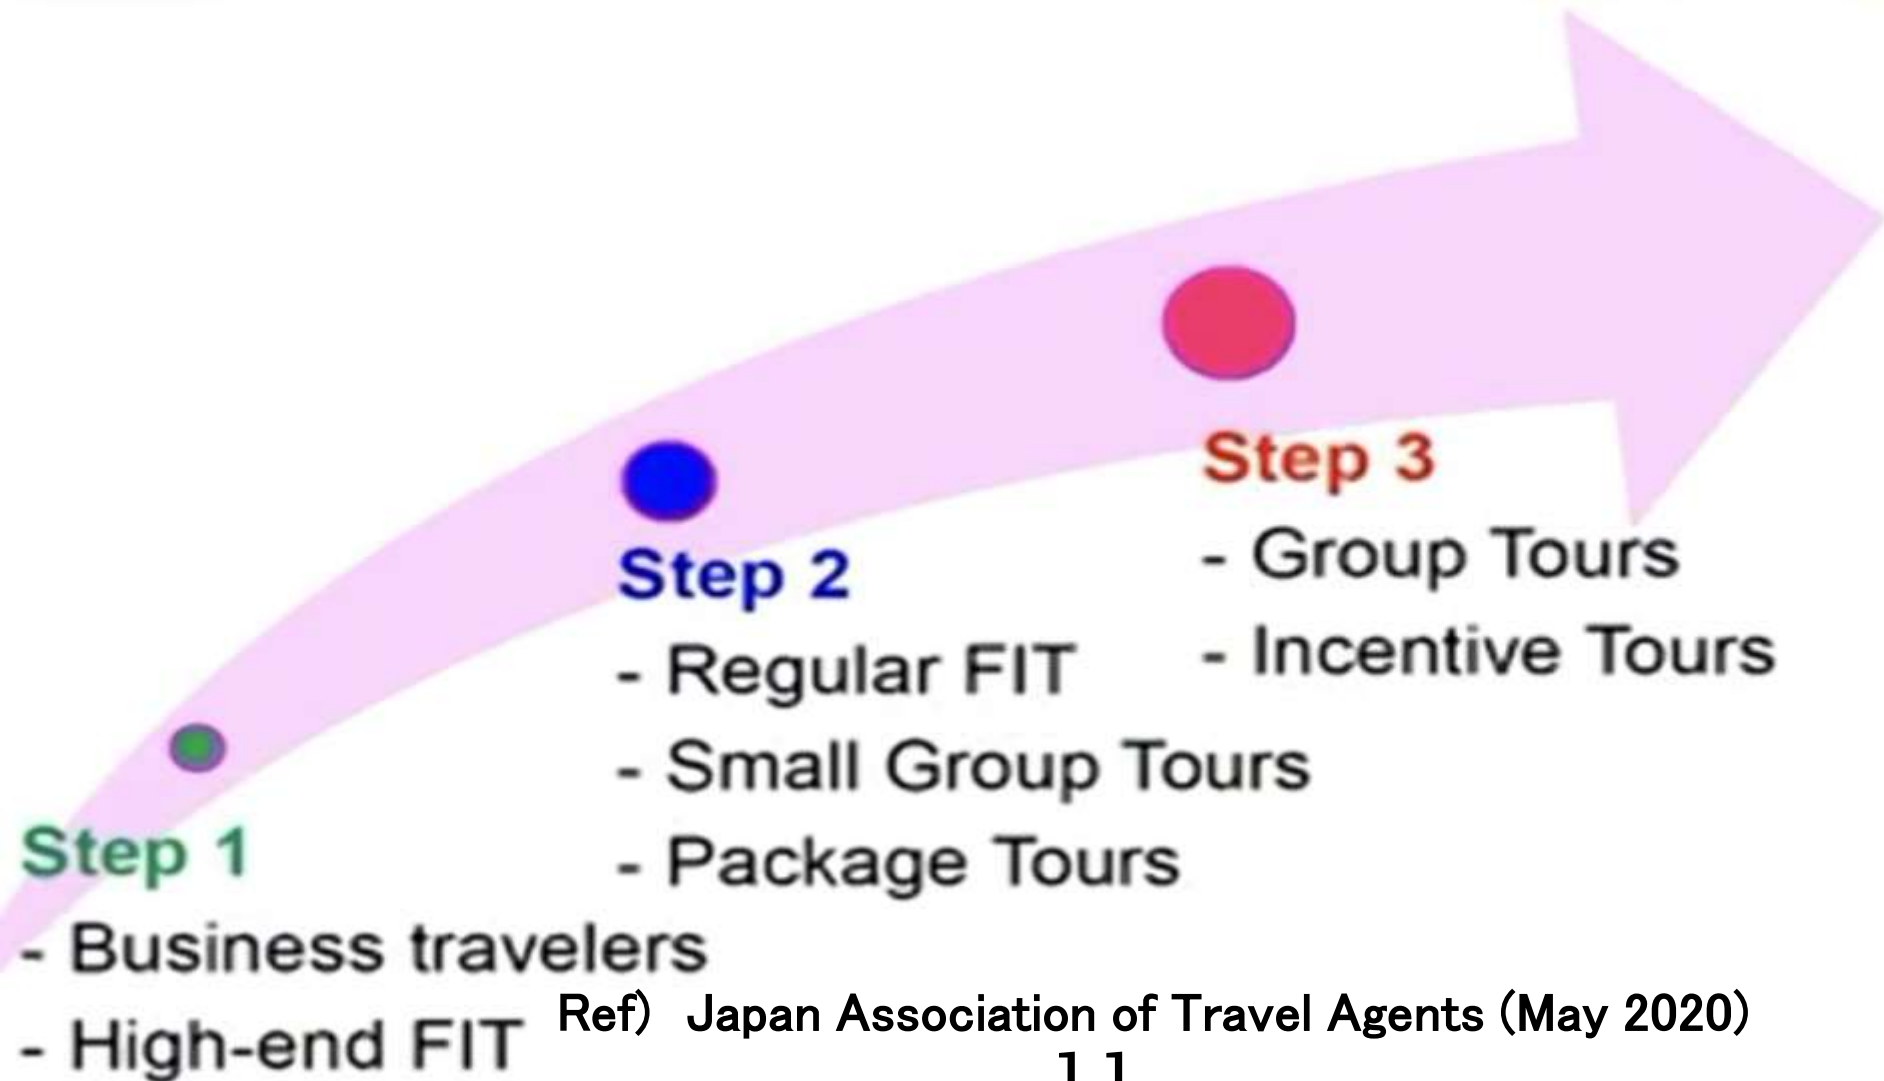 Step 1
- Business travelers
- High-end FIT
Step 2
- Regular FIT
- Small Group Tours
- Package Tours
Step 3
- Group Tours
- Incentive Tours
Ref) Japan Association of Travel Agents (May 2020)
11